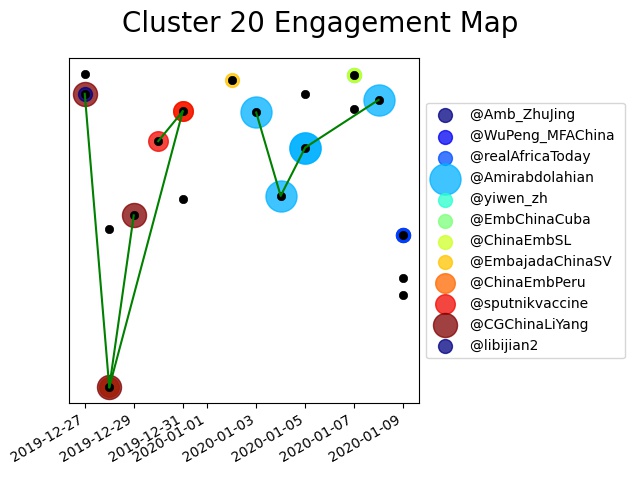 Cluster 20 Engagement Map
@Amb_ZhuJing
@WuPeng_MFAChina
@realAfricaToday
@Amirabdolahian
@yiwen_zh
@EmbChinaCuba
@ChinaEmbSL
@EmbajadaChinaSV
@ChinaEmbPeru
@sputnikvaccine
@CGChinaLiYang
@libijian2
2019-12-27
2019-12-29
2019-12-31
2020-01-01
2020-01-03
2020-01-05
2020-01-07
2020-01-09